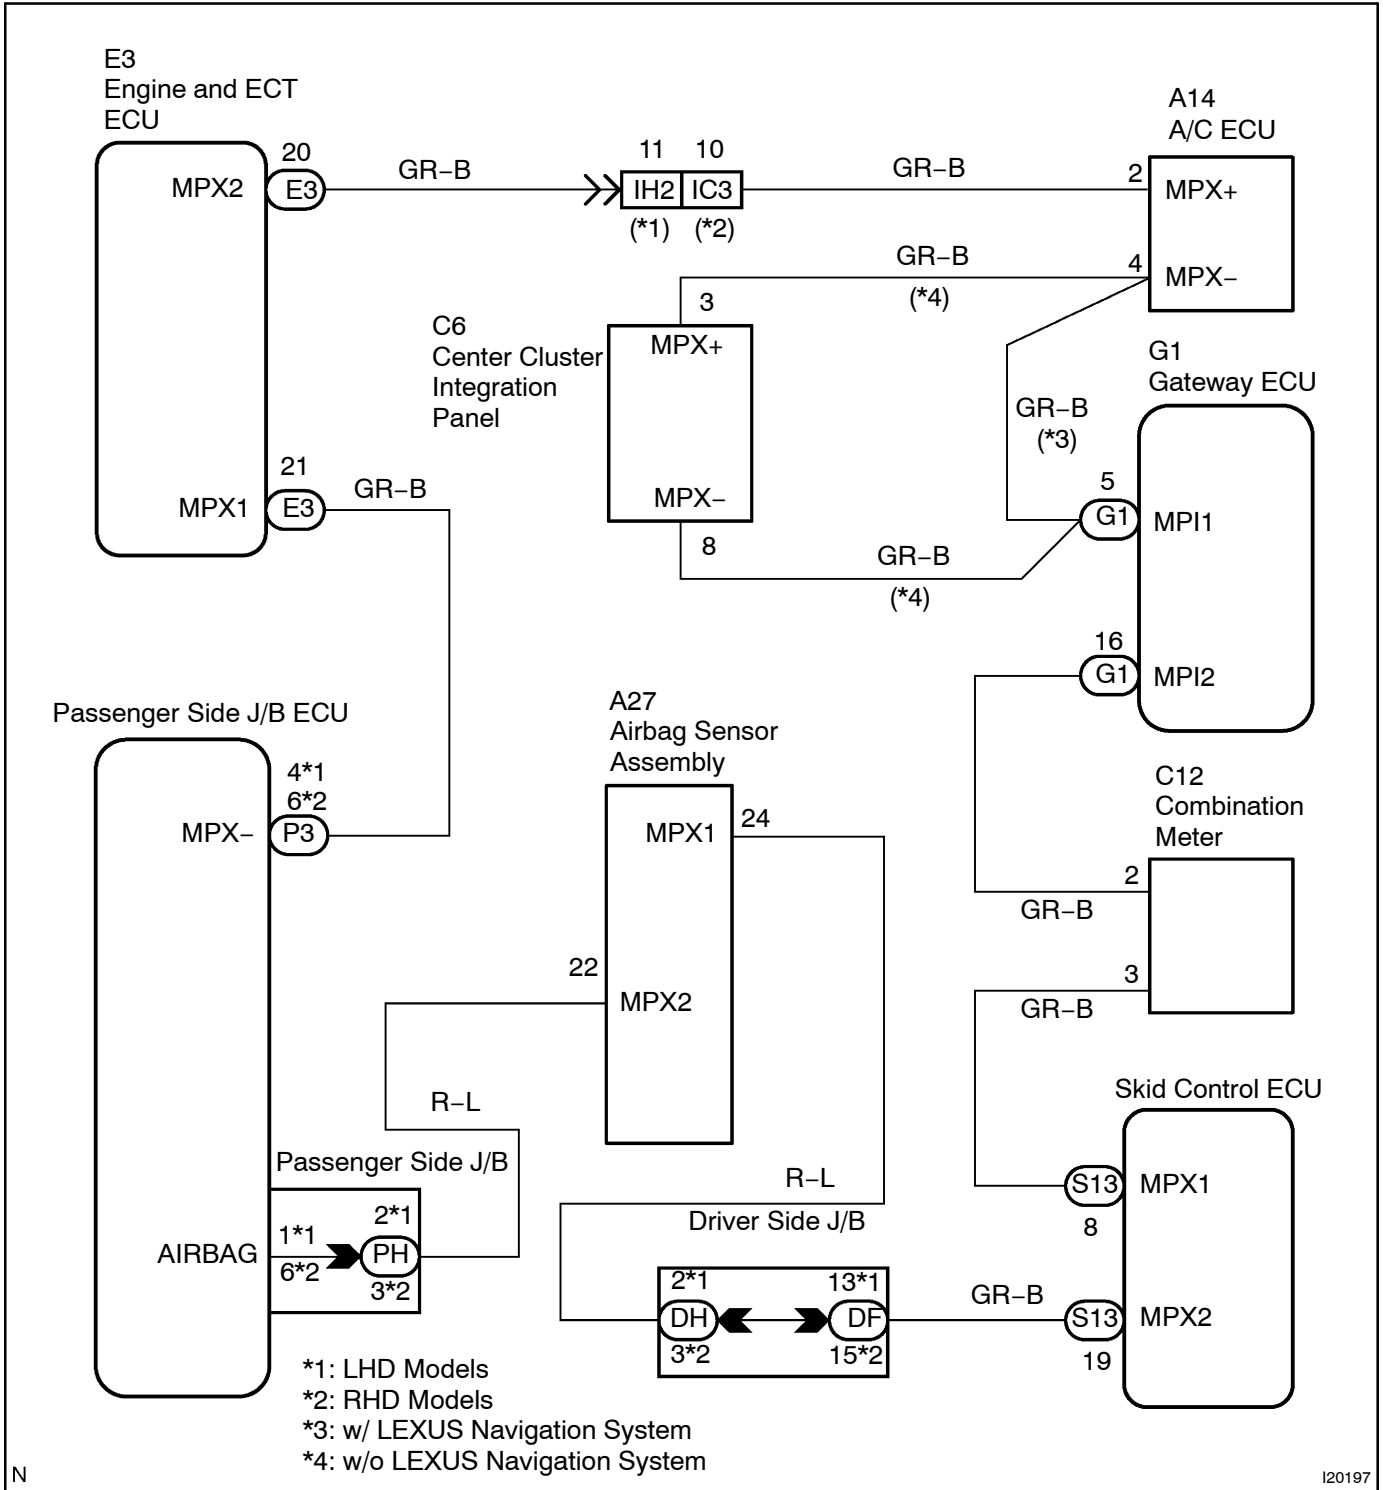 E3
Engine and ECT
ECU
A14
A/C ECU
20
MPX2
E3
GR–B
11
10
IH2
IC3
(*1)
(*2)
GR–B
2
MPX+
GR–B
(*4)
4
MPX–
3
C6
Center Cluster
Integration
Panel
MPX+
MPX–
8
GR–B
(*3)
G1
Gateway ECU
21
MPX1
E3
GR–B
5
G1
MPI1
GR–B
(*4)
16
G1
MPI2
Passenger Side J/B ECU
4*1
6*2
MPX–
P3
A27
Airbag Sensor
Assembly
MPX1
24
22
MPX2
C12
Combination
Meter
2
GR–B
3
GR–B
R–L
Passenger Side J/B
2*1
1*1
AIRBAG
PH
6*2
3*2
R–L
Driver Side J/B
2*1
13*1
DH
DF
3*2
15*2
GR–B
Skid Control ECU
S13
MPX1
8
S13
MPX2
19
*1: LHD Models
*2: RHD Models
*3: w/ LEXUS Navigation System
*4: w/o LEXUS Navigation System
N
I20197